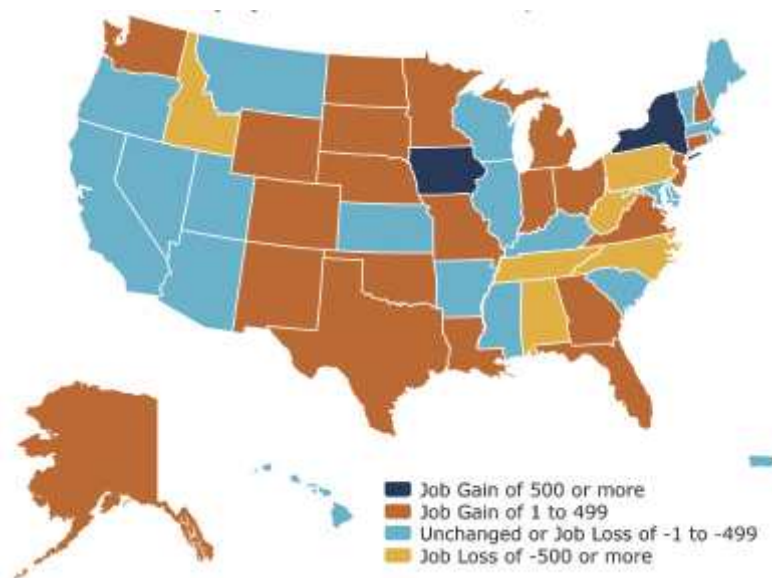 Job Gain of 500 or more
Job Gain of 1 to 499
Unchanged or Job Loss of -1 to -499
Job Loss of -500 or more